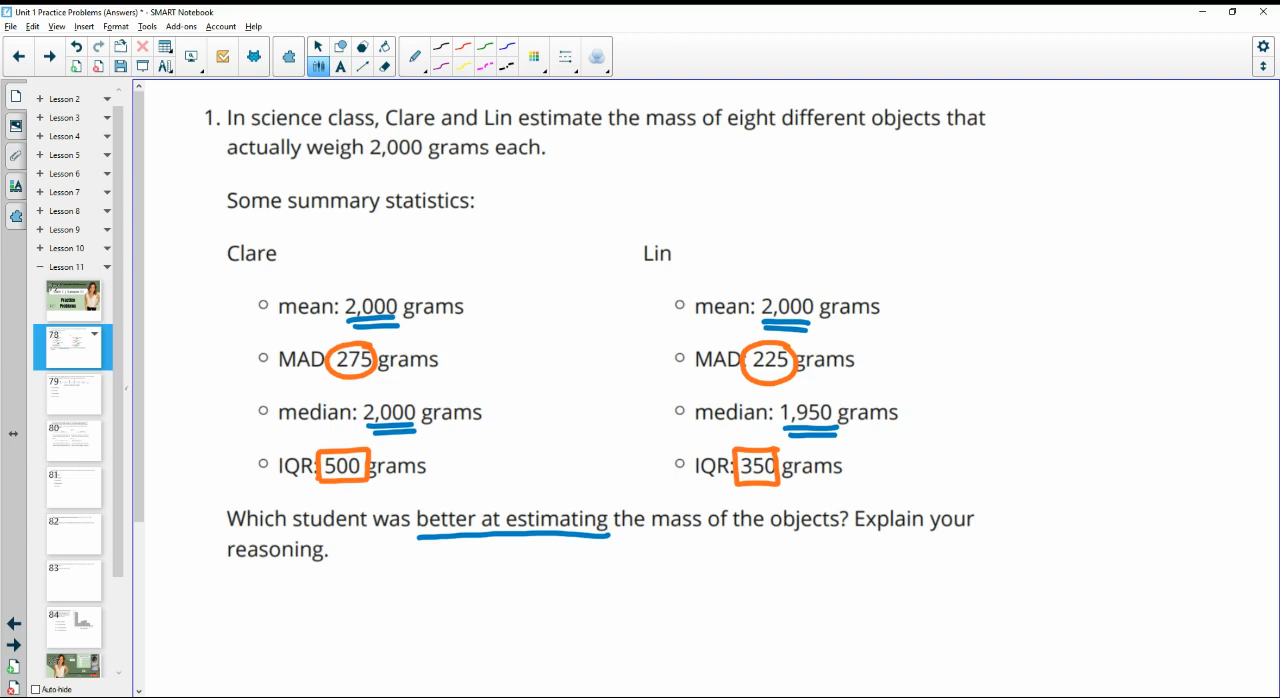 Unit 1 Practice Problems (Answers) * - SMART Notebook
File Edit View Insert Format Tools Add-ons Account Help
Lesson 2
Lesson 3
Lesson 4
Lesson 5
Lesson 6
Lesson 7
Lesson 8
Lesson 9
Lesson 10
Lesson 11
Practice
Problems
78
79
80
81
82
83
84
Auto-hide
1. In science class, Clare and Lin estimate the mass of eight different objects that
actually weigh 2,000 grams each.
Some summary statistics:
Clare
mean: 2,000 grams
MAD 275 grams
median: 2,000 grams
IQR: 500 grams
Lin
mean: 2,000 grams
MAD: 225 grams
median: 1,950 grams
IQR: 350 grams
Which student was better at estimating the mass of the objects? Explain your
reasoning.